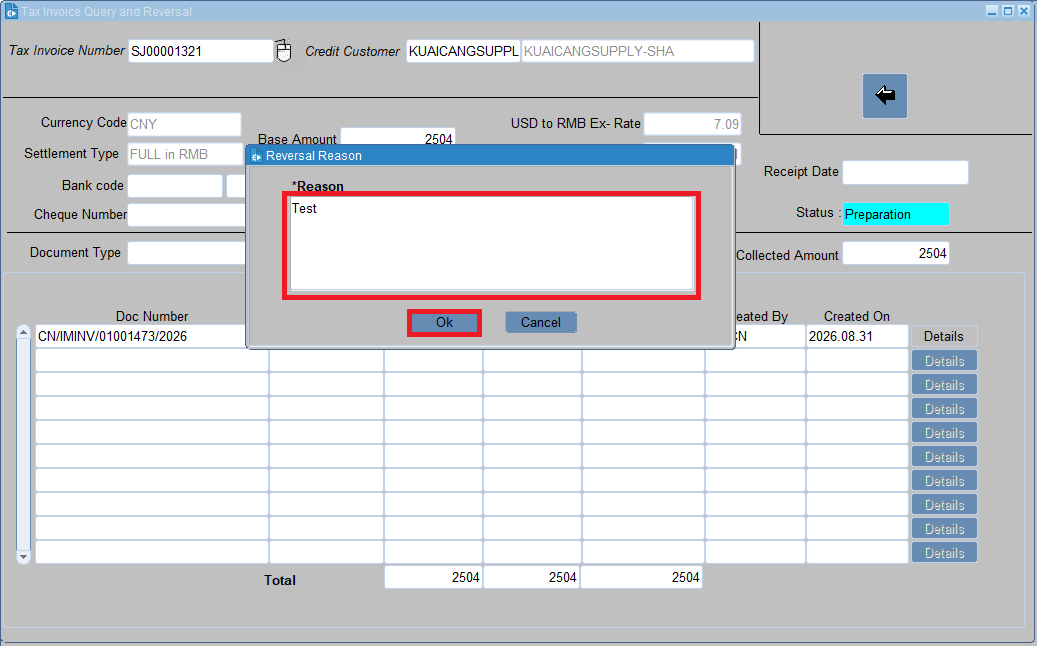 Tax Invoice Query and Reversal
Tax Invoice Number SJ00001321 Credit Customer KUAICANGSUPPL KUAICANGSUPPLY-SHA
Currency Code CNY USD to RMB Ex- Rate 7.09
Base Amount 2504
Settlement Type FULL in RMB
Reversal Reason
Receipt Date
Bank code
*Reason
Cheque Number
Test
Status : Preparation
Document Type
Collected Amount 2504
Doc Number eated By Created On
Ok Cancel
CN/IMINV/01001473/2026 CN 2026.08.31 Details
Details
Details
Details
Details
Details
Details
Details
Details
Details
Total 2504 2504 2504